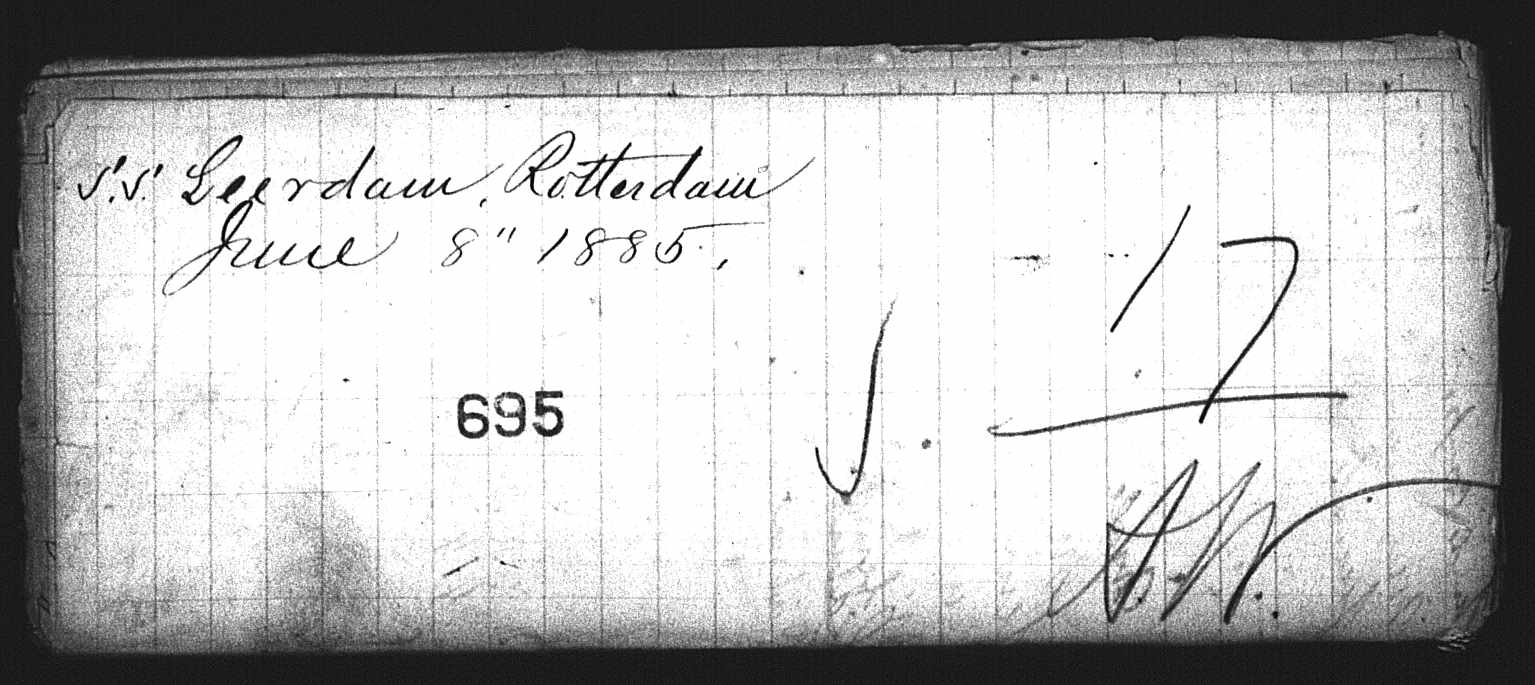 S.S. Leerdam, Rotterdam
June 8" 1885.
17
695